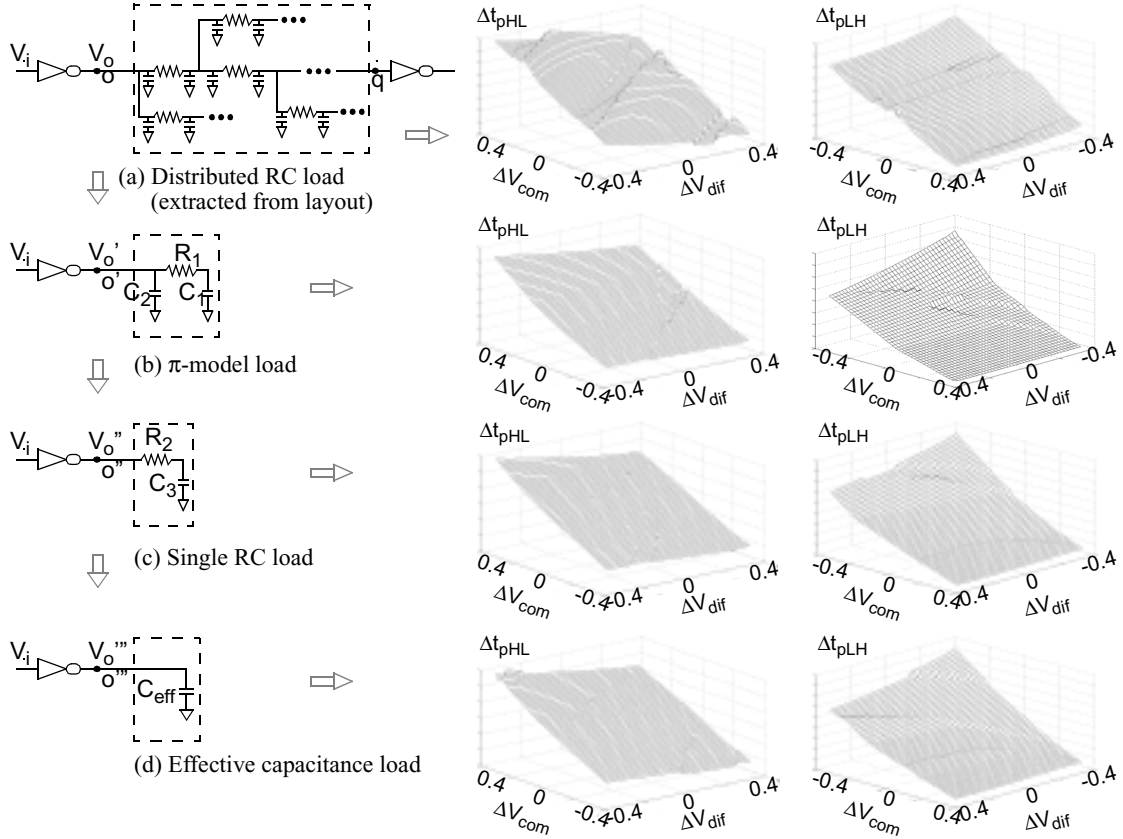 V.i V_o o q
Δt_pHL
0.4 0 -0.4 ΔV_com
-0.4 0 0.4 ΔV_dif
Δt_pLH
-0.4 0 0.4 ΔV_com
-0.4 0 -0.4 ΔV_dif
(a) Distributed RC load
(extracted from layout)
V.i V_o' o' C_2 R_1 C_1
Δt_pHL
0.4 0 -0.4 ΔV_com
-0.4 0 0.4 ΔV_dif
Δt_pLH
-0.4 0 0.4 ΔV_com
-0.4 0 -0.4 ΔV_dif
(b) π-model load
V.i V_o" o" R_2 C_3
Δt_pHL
0.4 0 -0.4 ΔV_com
-0.4 0 0.4 ΔV_dif
Δt_pLH
-0.4 0 0.4 ΔV_com
-0.4 0 -0.4 ΔV_dif
(c) Single RC load
V.i V_o''' o''' C_eff
Δt_pHL
0.4 0 -0.4 ΔV_com
-0.4 0 0.4 ΔV_dif
Δt_pLH
-0.4 0 0.4 ΔV_com
-0.4 0 -0.4 ΔV_dif
(d) Effective capacitance load